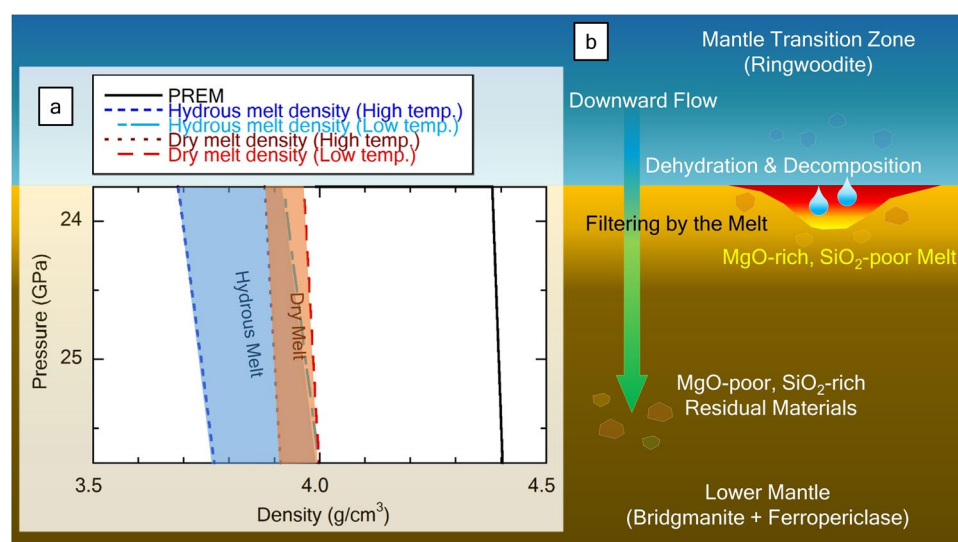 a
PREM
Hydrous melt density (High temp.)
Hydrous melt density (Low temp.)
Dry melt density (High temp.)
Dry melt density (Low temp.)
24
25
Pressure (GPa)
Hydrous Melt
Dry Melt
3.5
4.0
4.5
Density (g/cm³)
b
Mantle Transition Zone
(Ringwoodite)
Downward Flow
Dehydration & Decomposition
Filtering by the Melt
MgO-rich, SiO₂-poor Melt
MgO-poor, SiO₂-rich
Residual Materials
Lower Mantle
(Bridgmanite + Ferropericlase)